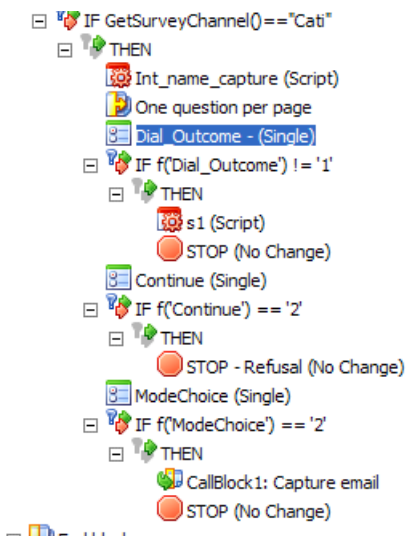 IF GetSurveyChannel()=="Cati"
THEN
Int_name_capture (Script)
One question per page
Dial_Outcome - (Single)
IF f('Dial_Outcome') != '1'
THEN
s1 (Script)
STOP (No Change)
Continue (Single)
IF f('Continue') == '2'
THEN
STOP - Refusal (No Change)
ModeChoice (Single)
IF f('ModeChoice') == '2'
THEN
CallBlock1: Capture email
STOP (No Change)